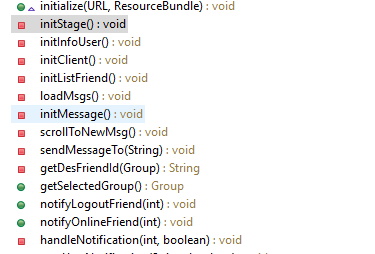 initialize(URL, ResourceBundle) : void
initStage() : void
initInfoUser() : void
initClient() : void
initListFriend() : void
loadMsgs() : void
initMessage() : void
scrollToNewMsg() : void
sendMessageTo(String) : void
getDesFriendId(Group) : String
getSelectedGroup() : Group
notifyLogoutFriend(int) : void
notifyOnlineFriend(int) : void
handleNotification(int, boolean) : void